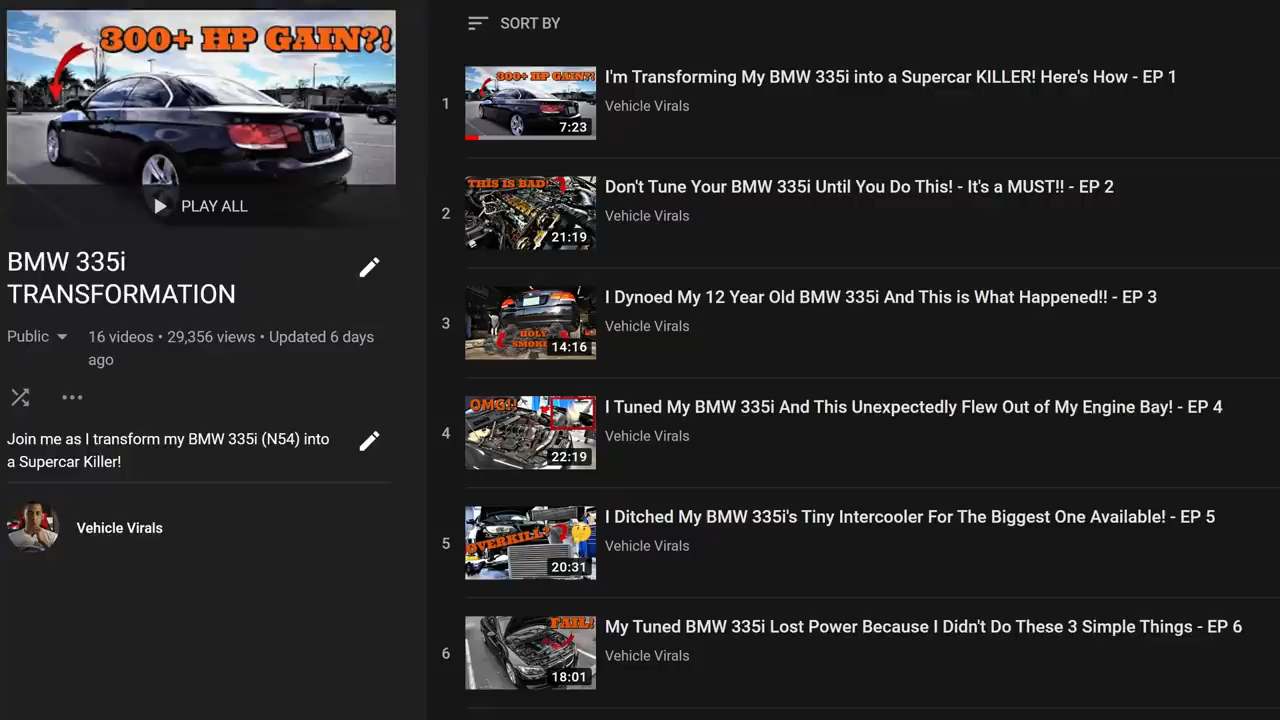 300+ HP GAIN?!
PLAY ALL
BMW 335i
TRANSFORMATION
Public
16 videos • 29,356 views • Updated 6 days
ago
Join me as I transform my BMW 335i (N54) into
a Supercar Killer!
Vehicle Virals
SORT BY
1
300+ HP GAIN?!
7:23
I'm Transforming My BMW 335i into a Supercar KILLER! Here's How - EP 1
Vehicle Virals
2
THIS IS BAD!
21:19
Don't Tune Your BMW 335i Until You Do This! - It's a MUST!! - EP 2
Vehicle Virals
3
HOLY
SMOKE
14:16
I Dynoed My 12 Year Old BMW 335i And This is What Happened!! - EP 3
Vehicle Virals
4
OMG!!
22:19
I Tuned My BMW 335i And This Unexpectedly Flew Out of My Engine Bay! - EP 4
Vehicle Virals
5
OVERKILL?
20:31
I Ditched My BMW 335i's Tiny Intercooler For The Biggest One Available! - EP 5
Vehicle Virals
6
FAIL!
18:01
My Tuned BMW 335i Lost Power Because I Didn't Do These 3 Simple Things - EP 6
Vehicle Virals